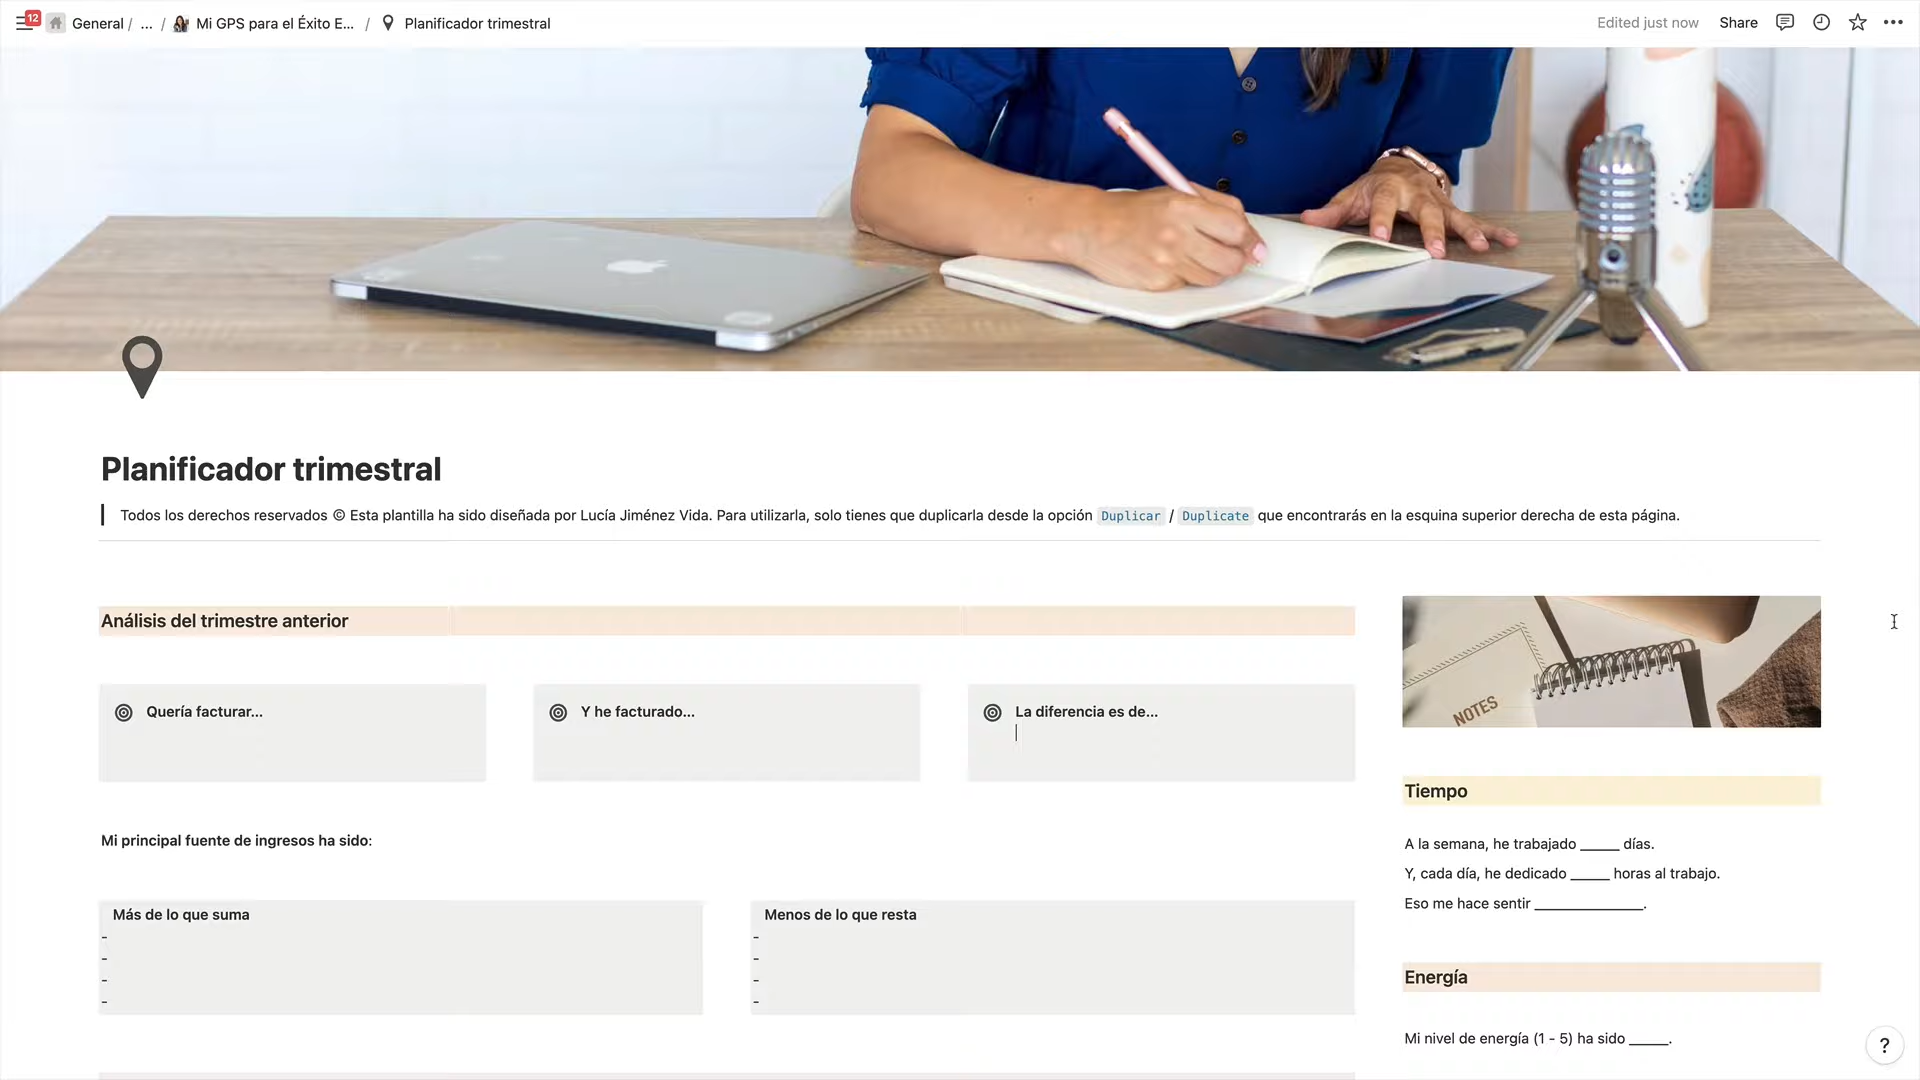 12
General /
... /
Mi GPS para el Éxito E... /
Planificador trimestral
Edited just now
Share
Planificador trimestral
Todos los derechos reservados © Esta plantilla ha sido diseñada por Lucía Jiménez Vida. Para utilizarla, solo tienes que duplicarla desde la opción Duplicar / Duplicate que encontrarás en la esquina superior derecha de esta página.
Análisis del trimestre anterior
Quería facturar...
Y he facturado...
La diferencia es de...
Mi principal fuente de ingresos ha sido:
Más de lo que suma
-
-
-
-
Menos de lo que resta
-
-
-
-
NOTES
Tiempo
A la semana, he trabajado _____ días.
Y, cada día, he dedicado _____ horas al trabajo.
Eso me hace sentir ______________.
Energía
Mi nivel de energía (1 - 5) ha sido _____.
?